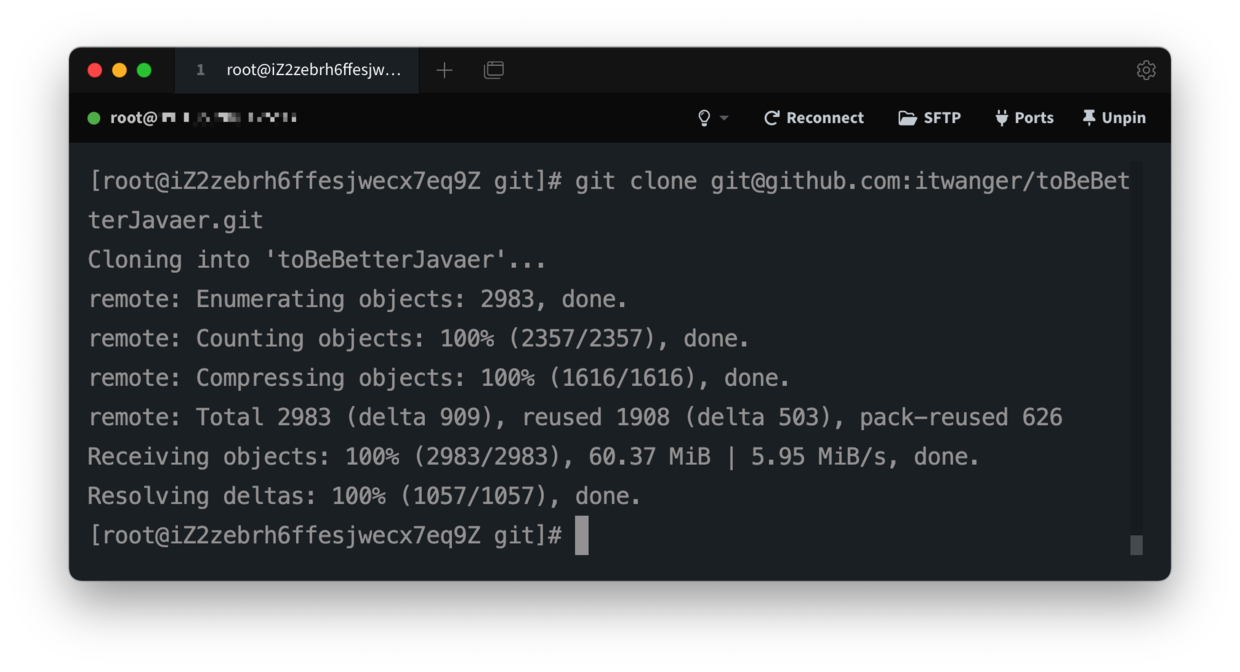 1 root@iZ2zebrh6ffesjw...
root@
Reconnect SFTP Ports Unpin
[root@iZ2zebrh6ffesjwecx7eq9Z git]# git clone git@github.com:itwanger/toBeBet
terJavaer.git
Cloning into 'toBeBetterJavaer'...
remote: Enumerating objects: 2983, done.
remote: Counting objects: 100% (2357/2357), done.
remote: Compressing objects: 100% (1616/1616), done.
remote: Total 2983 (delta 909), reused 1908 (delta 503), pack-reused 626
Receiving objects: 100% (2983/2983), 60.37 MiB | 5.95 MiB/s, done.
Resolving deltas: 100% (1057/1057), done.
[root@iZ2zebrh6ffesjwecx7eq9Z git]#